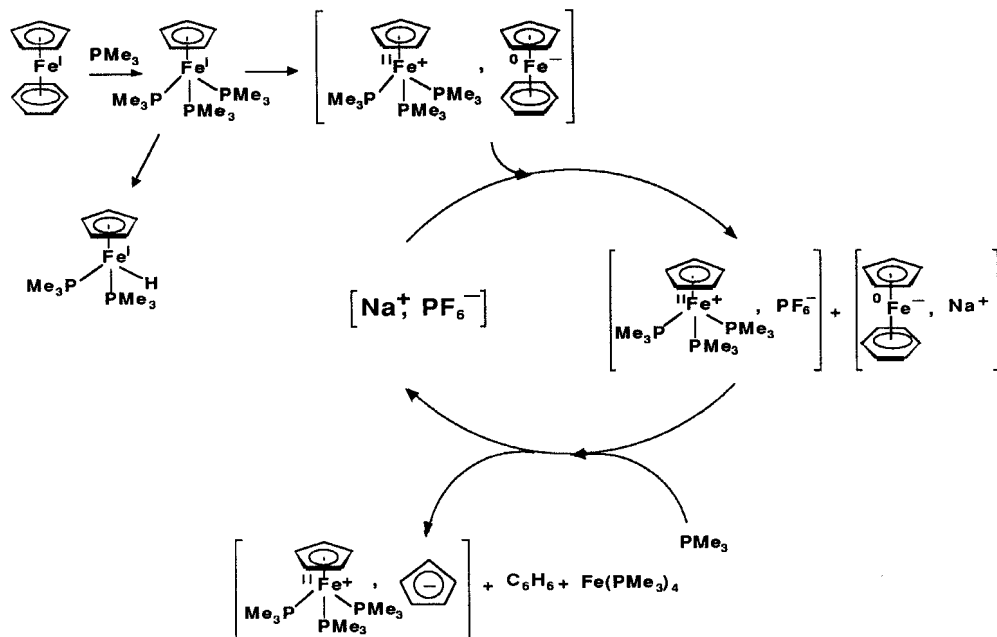 Fe^I
PMe₃
Fe^I
Me₃P
PMe₃
PMe₃
II
Fe+
Me₃P
PMe₃
PMe₃
,
0
Fe−
Fe^I
H
Me₃P
PMe₃
[Na⁺, PF₆⁻]
II
Fe+
, PF₆⁻
Me₃P
PMe₃
PMe₃
+
0
Fe−, Na⁺
PMe₃
II
Fe+
,
−
Me₃P
PMe₃
PMe₃
+ C₆H₆ + Fe(PMe₃)₄